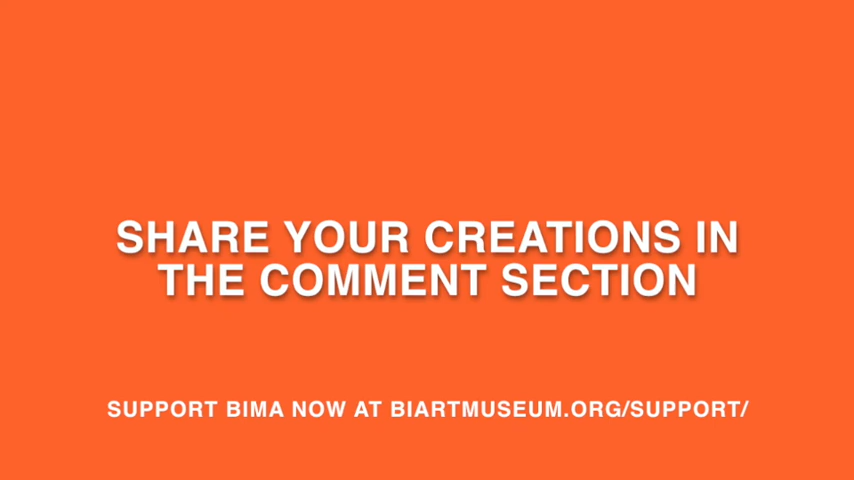 SHARE YOUR CREATIONS IN
THE COMMENT SECTION
SUPPORT BIMA NOW AT BIARTMUSEUM.ORG/SUPPORT/